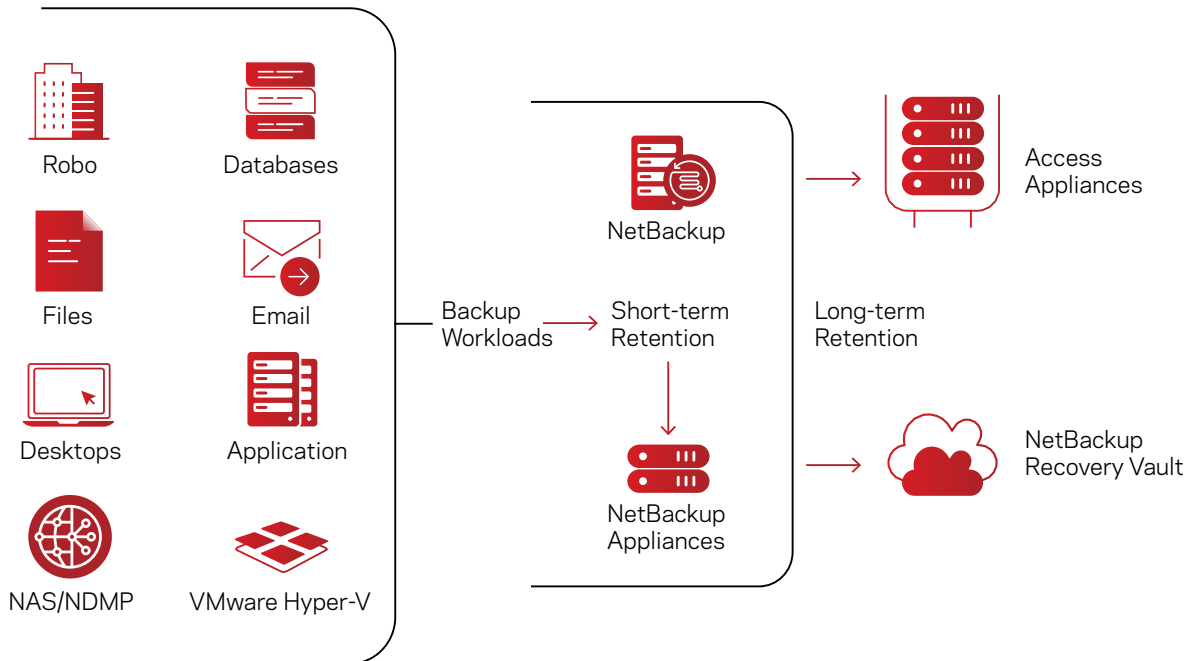 Robo
Databases
Files
Email
Desktops
Application
NAS/NDMP
VMware Hyper-V
Backup
Workloads
NetBackup
Short-term
Retention
NetBackup
Appliances
Long-term
Retention
Access
Appliances
NetBackup
Recovery Vault